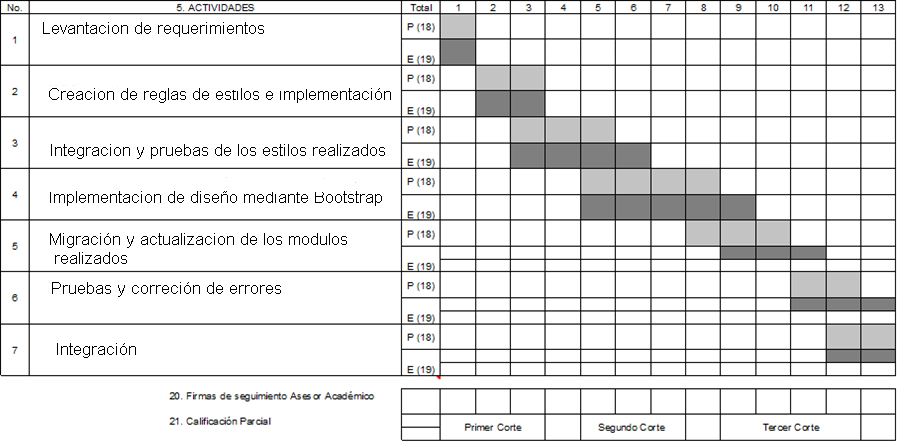 No. 5. ACTIVIDADES Total 1 2 3 4 5 6 7 8 9 10 11 12 13
1 Levantacion de requerimientos P (18)
E (19)
2 Creacion de reglas de estilos e implementación P (18)
E (19)
3 Integracion y pruebas de los estilos realizados P (18)
E (19)
4 Implementacion de diseño mediante Bootstrap P (18)
E (19)
5 Migración y actualizacion de los modulos P (18)
realizados E (19)
6 Pruebas y correción de errores P (18)
E (19)
7 Integración P (18)
E (19)
20. Firmas de seguimiento Asesor Académico
21. Calificación Parcial Primer Corte Segundo Corte Tercer Corte